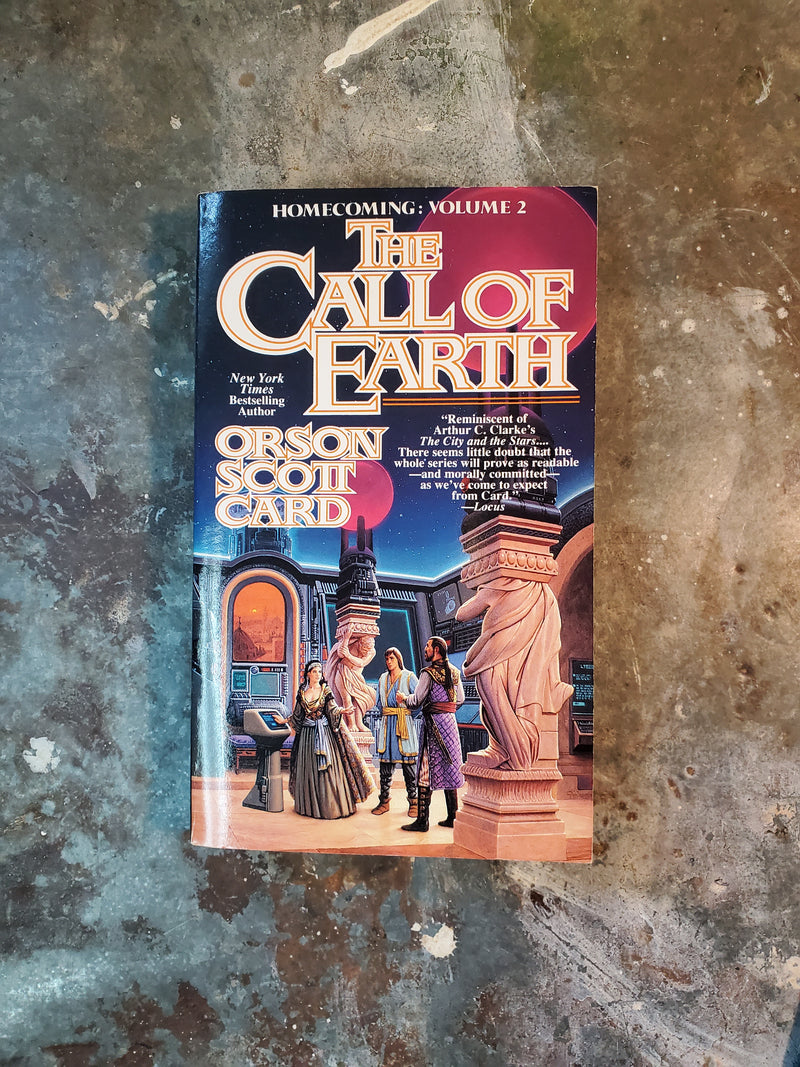 HOMECOMING: VOLUME 2
THE
CALL OF
EARTH
New York
Times
Bestselling
Author
ORSON
SCOTT
CARD
"Reminiscent of
Arthur C. Clarke's
The City and the Stars....
There seems little doubt that the
whole series will prove as readable
—and morally committed—
as we've come to expect
from Card."
—Locus